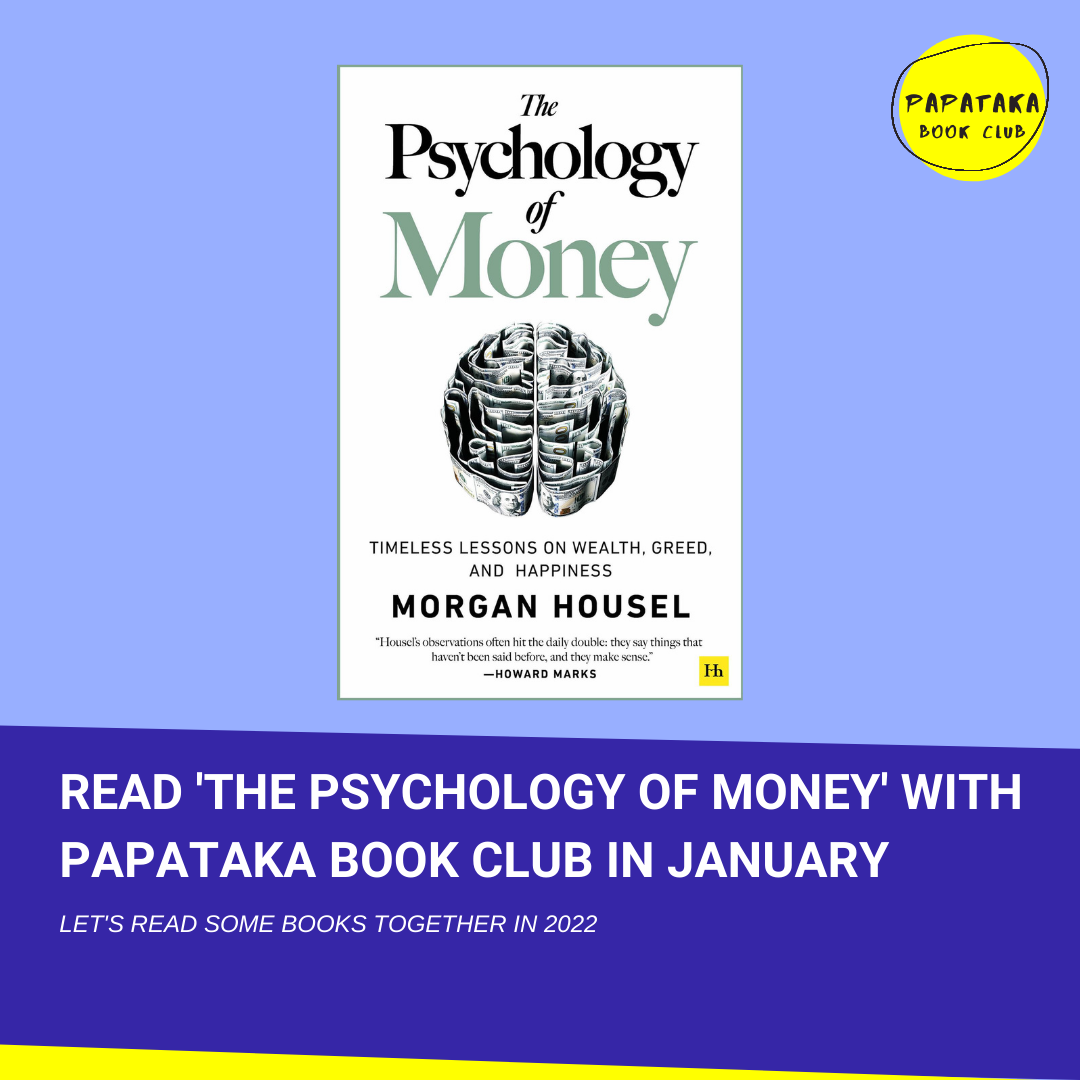 PAPATAKA
BOOK CLUB
The
Psychology
of
Money
TIMELESS LESSONS ON WEALTH, GREED,
AND HAPPINESS
MORGAN HOUSEL
“Housel’s observations often hit the daily double: they say things that
haven’t been said before, and they make sense.”
—HOWARD MARKS
Hh
READ 'THE PSYCHOLOGY OF MONEY' WITH
PAPATAKA BOOK CLUB IN JANUARY
LET'S READ SOME BOOKS TOGETHER IN 2022